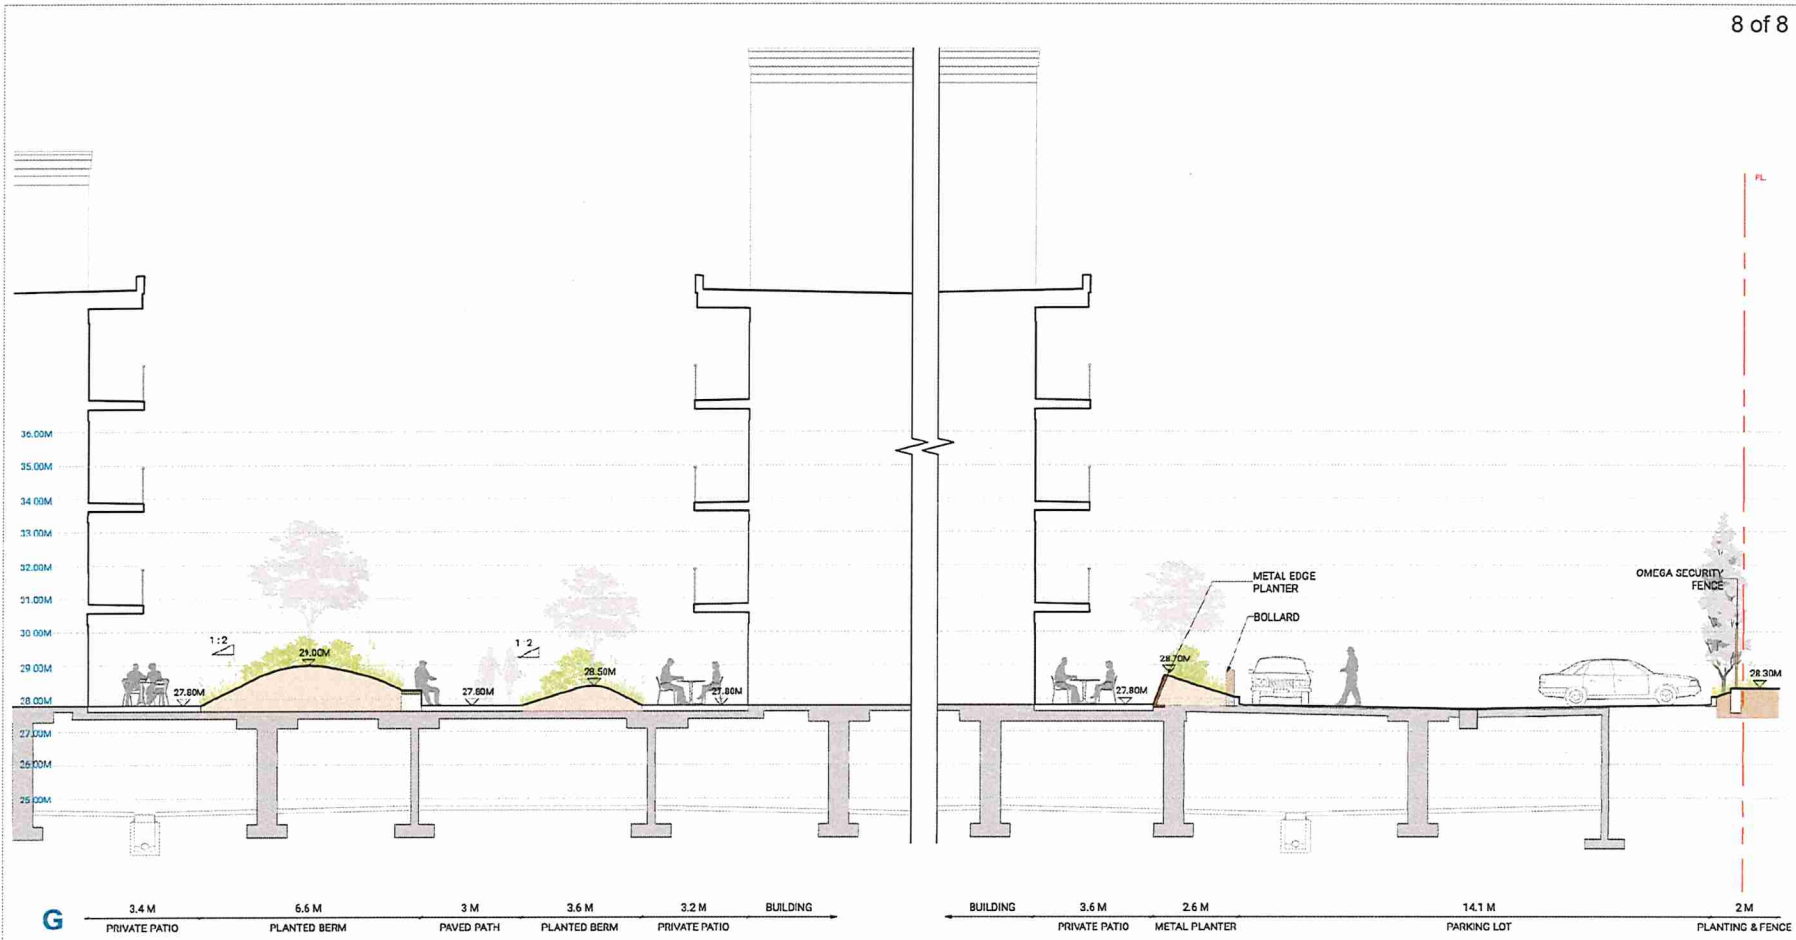 8 of 8
PL
36.00M
35.00M
34.00M
33.00M
32.00M
31.00M
30.00M
29.00M
28.00M
27.00M
26.00M
25.00M
1:2
29.00M
27.80M
27.80M
1:2
28.50M
27.80M
METAL EDGE
PLANTER
BOLLARD
28.70M
27.80M
OMEGA SECURITY
FENCE
28.30M
G
3.4 M
PRIVATE PATIO
6.6 M
PLANTED BERM
3 M
PAVED PATH
3.6 M
PLANTED BERM
3.2 M
PRIVATE PATIO
BUILDING
BUILDING
3.6 M
PRIVATE PATIO
2.6 M
METAL PLANTER
14.1 M
PARKING LOT
2 M
PLANTING & FENCE